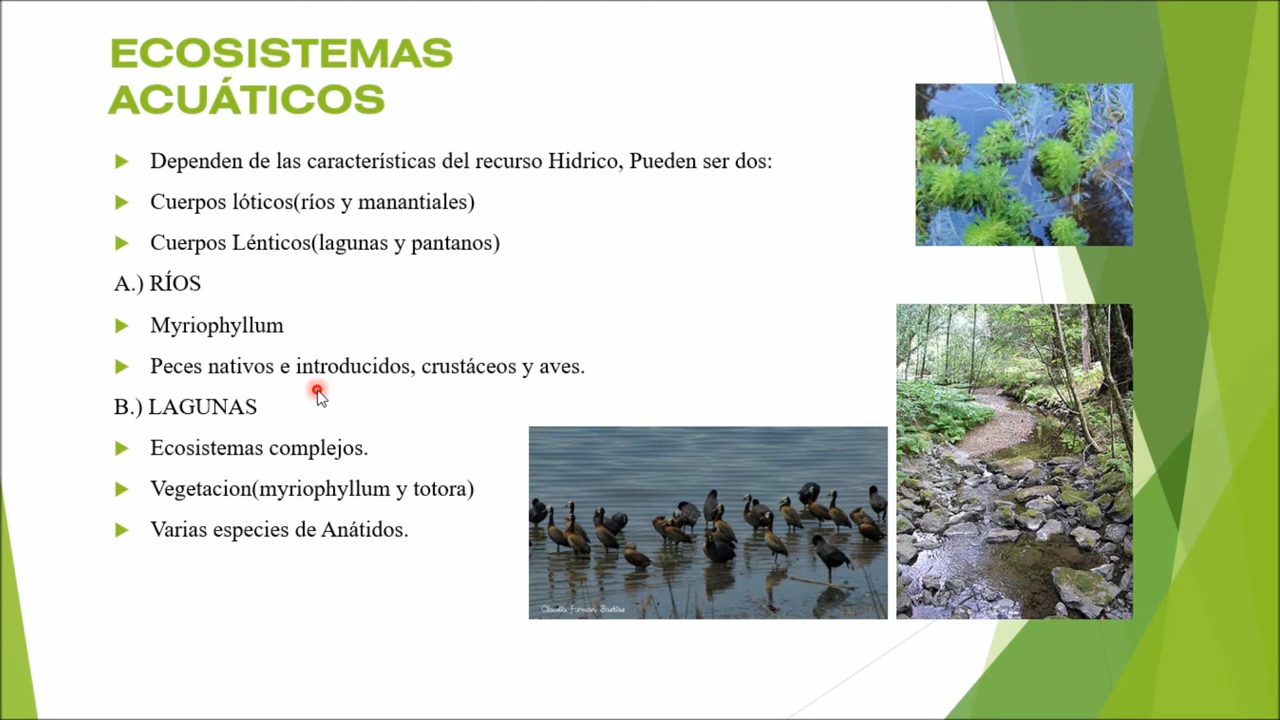 ECOSISTEMAS
ACUÁTICOS
Dependen de las características del recurso Hidrico, Pueden ser dos:
Cuerpos lóticos(ríos y manantiales)
Cuerpos Lénticos(lagunas y pantanos)
A.) RÍOS
Myriophyllum
Peces nativos e introducidos, crustáceos y aves.
B.) LAGUNAS
Ecosistemas complejos.
Vegetacion(myriophyllum y totora)
Varias especies de Anátidos.